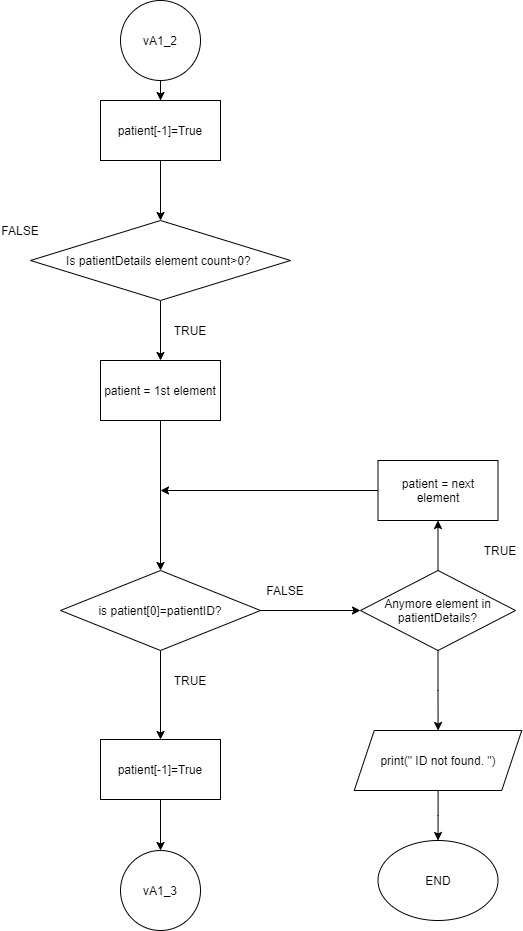 vA1_2
patient[-1]=True
FALSE
Is patientDetails element count>0?
TRUE
patient = 1st element
patient = next
element
TRUE
is patient[0]=patientID?
FALSE
Anymore element in
patientDetails?
TRUE
patient[-1]=True
print(" ID not found. ")
vA1_3
END